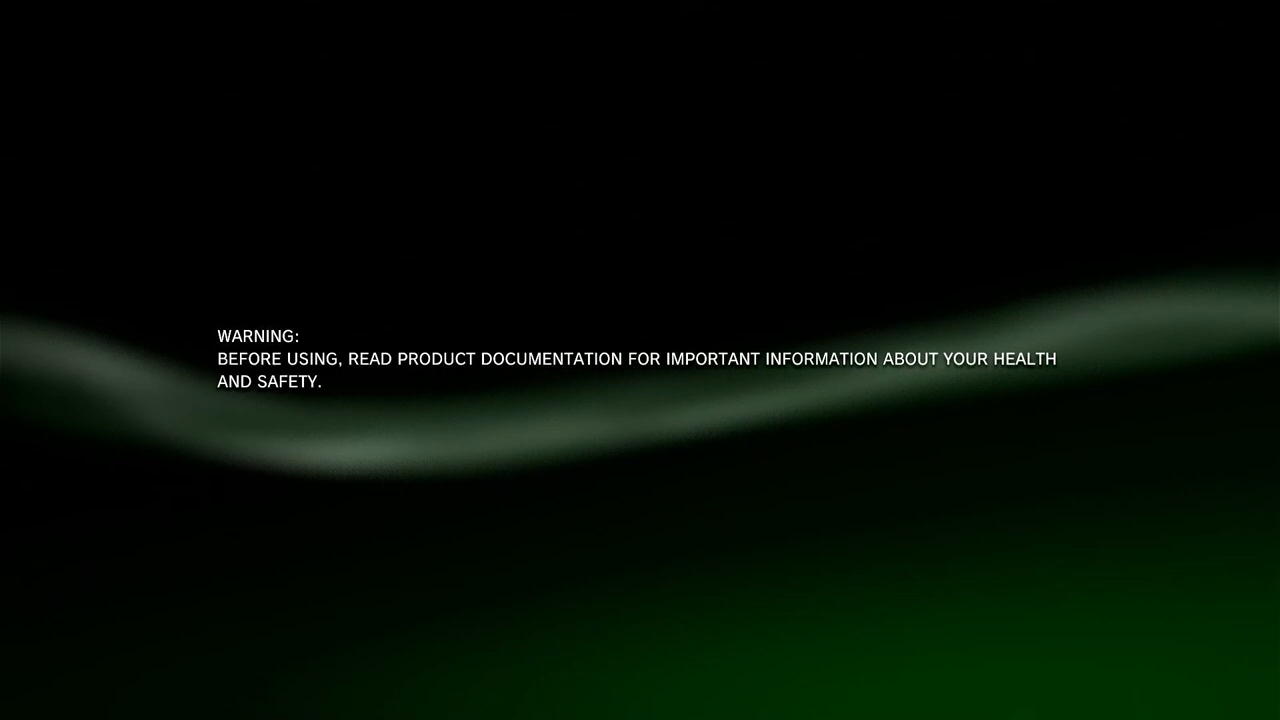 WARNING:
BEFORE USING, READ PRODUCT DOCUMENTATION FOR IMPORTANT INFORMATION ABOUT YOUR HEALTH
AND SAFETY.